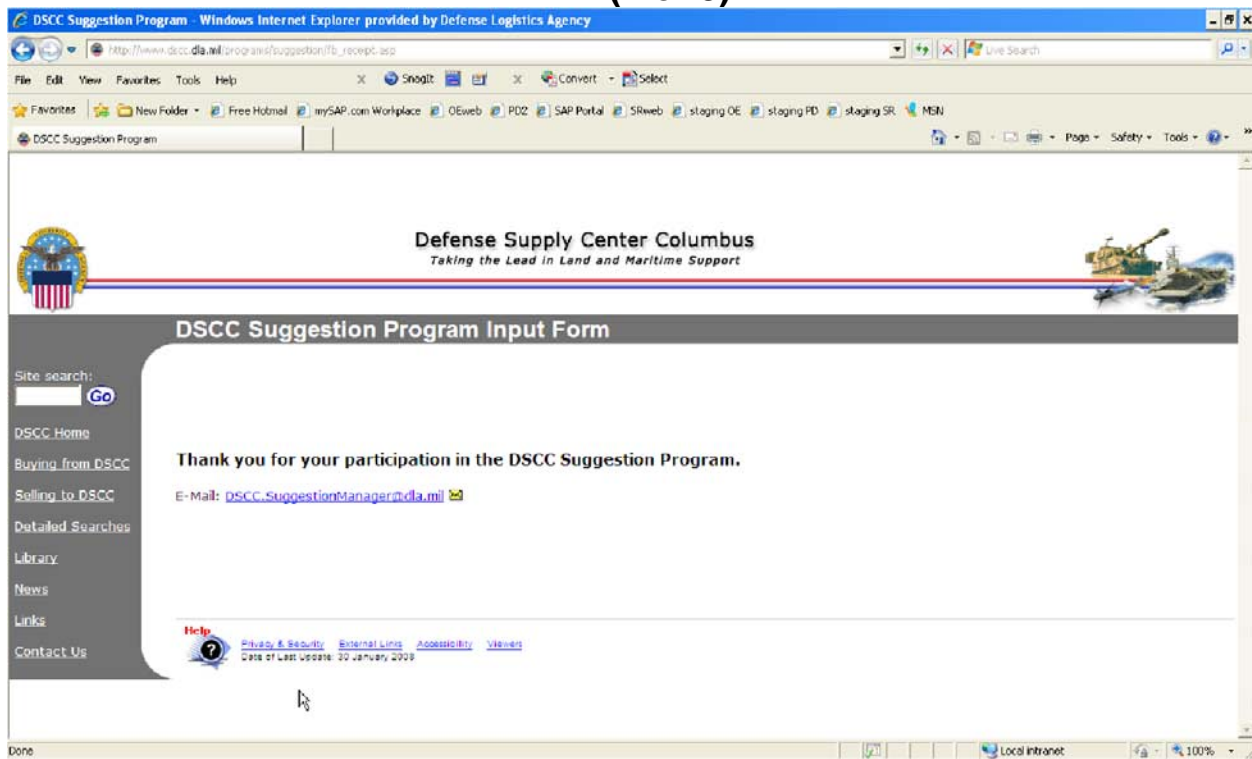 DSCC Suggestion Program - Windows Internet Explorer provided by Defense Logistics Agency
Live Search
File Edit View Favorites Tools Help X SnagIt X Convert Select
Favorites New Folder Free Hotmail mySAP.com Workplace OEweb PD2 SAP Portal SRweb staging OE staging PD staging SR MSN
DSCC Suggestion Program Page Safety Tools
Defense Supply Center Columbus
Taking the Lead in Land and Maritime Support
DSCC Suggestion Program Input Form
Site search:
Go
DSCC Home
Buying from DSCC
Selling to DSCC
Detailed Searches
Library
News
Links
Contact Us
Thank you for your participation in the DSCC Suggestion Program.
E-Mail: DSCC.SuggestionManager@dla.mil
Help
Privacy & Security External Links Accessibility Viewers
Date of Last Update: 30 January 2008
Done Local intranet 100%